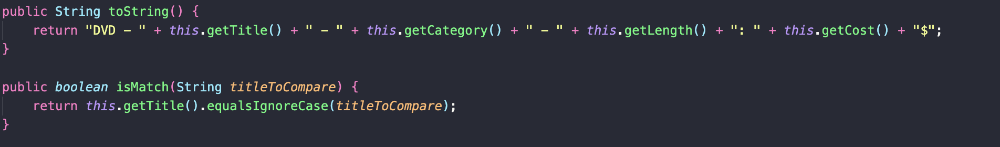 public String toString() {
    return "DVD - " + this.getTitle() + " - " + this.getCategory() + " - " + this.getLength() + ": " + this.getCost() + "$";
}

public boolean isMatch(String titleToCompare) {
    return this.getTitle().equalsIgnoreCase(titleToCompare);
}